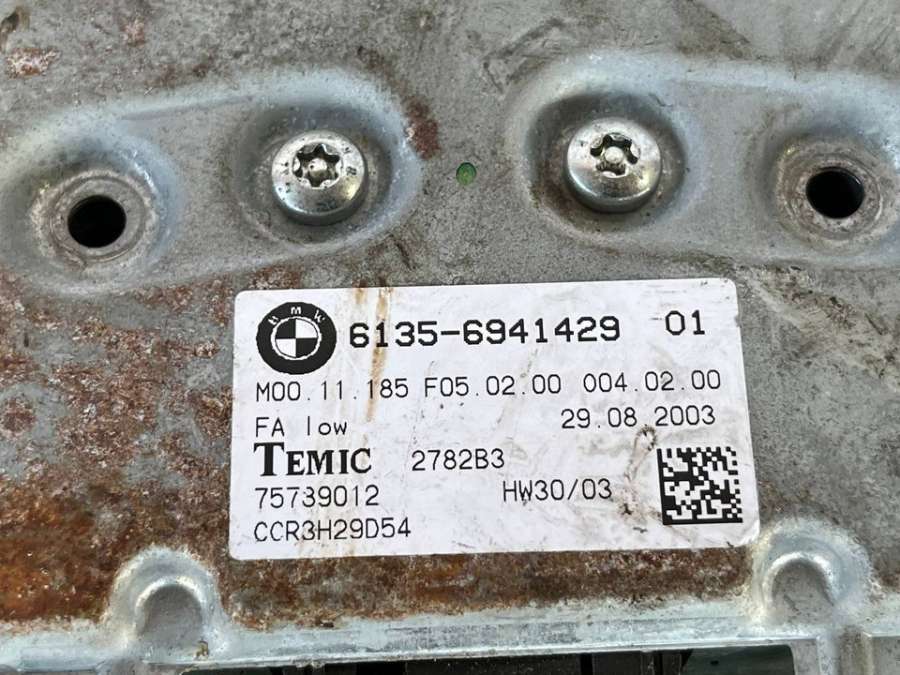 BMW
6135-6941429 01
M00.11.185 F05.02.00 004.02.00
FA low 29.08.2003
TEMIC 2782B3
75739012 HW30/03
CCR3H29D54